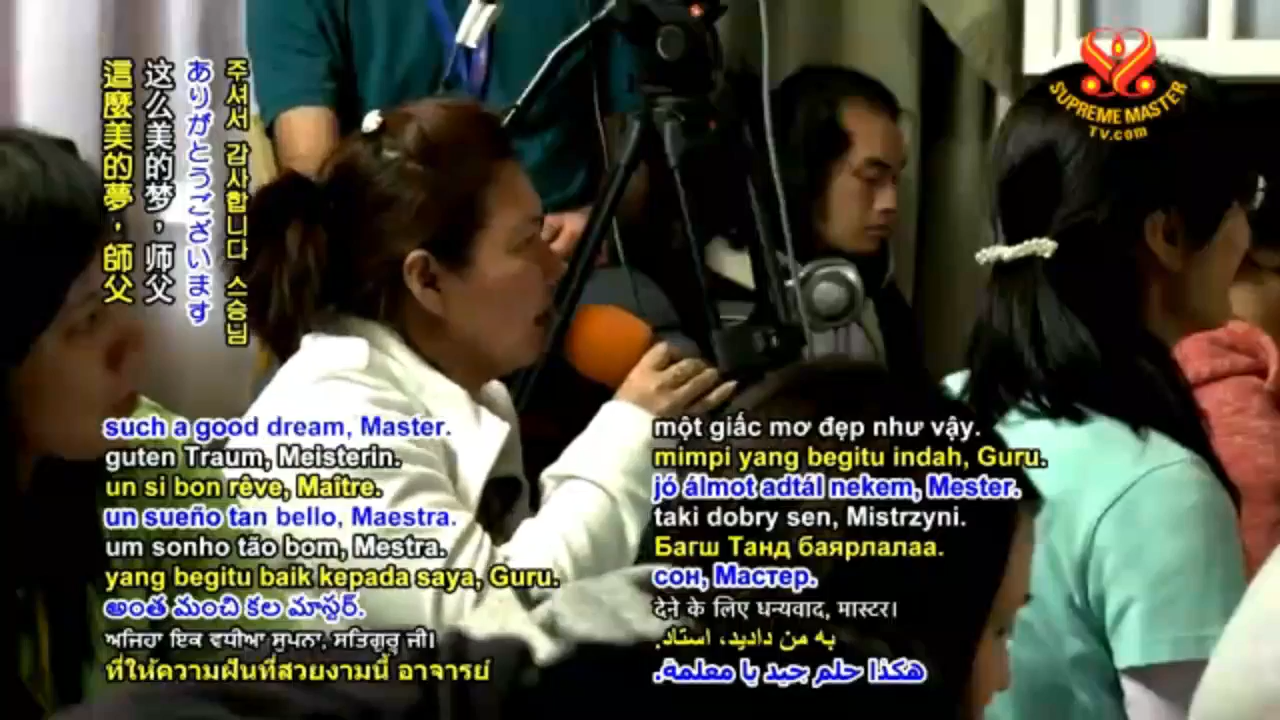 這麼美的夢，師父
这么美的梦，师父
ありがとうございます
주셔서 감사합니다 스승님
SUPREME MASTER
TV.com
such a good dream, Master.
guten Traum, Meisterin.
un si bon rêve, Maître.
un sueño tan bello, Maestra.
um sonho tão bom, Mestra.
yang begitu baik kepada saya, Guru.
అంత మంచి కల మాస్టర్.
ਅਜਿਹਾ ਇਕ ਵਧੀਆ ਸੁਪਨਾ, ਸਤਿਗੁਰੂ ਜੀ।
ที่ให้ความฝันที่สวยงามนี้ อาจารย์
một giấc mơ đẹp như vậy.
mimpi yang begitu indah, Guru.
jó álmot adtál nekem, Mester.
taki dobry sen, Mistrzyni.
Багш Танд баярлалаа.
сон, Мастер.
देने के लिए धन्यवाद, मास्टर।
به من دادید، استاد.
هكذا حلم جيد يا معلمة.